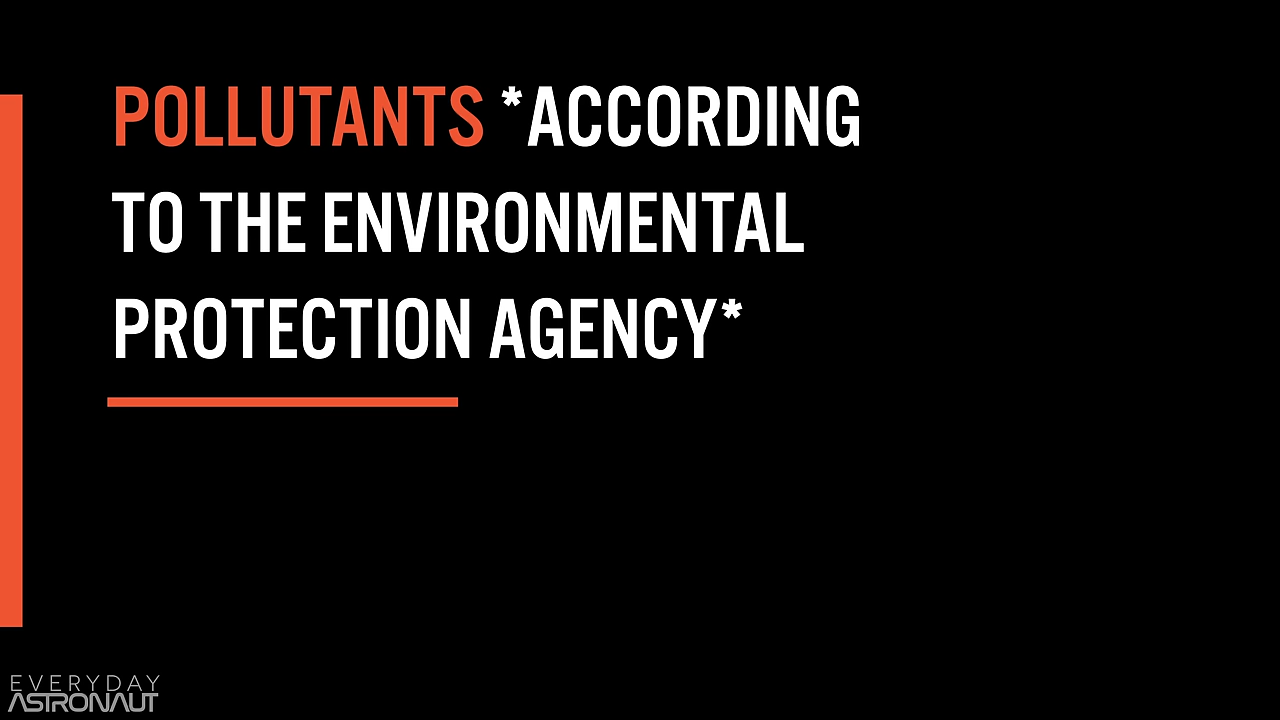 POLLUTANTS *ACCORDING
TO THE ENVIRONMENTAL
PROTECTION AGENCY*
EVERYDAY
ASTRONAUT